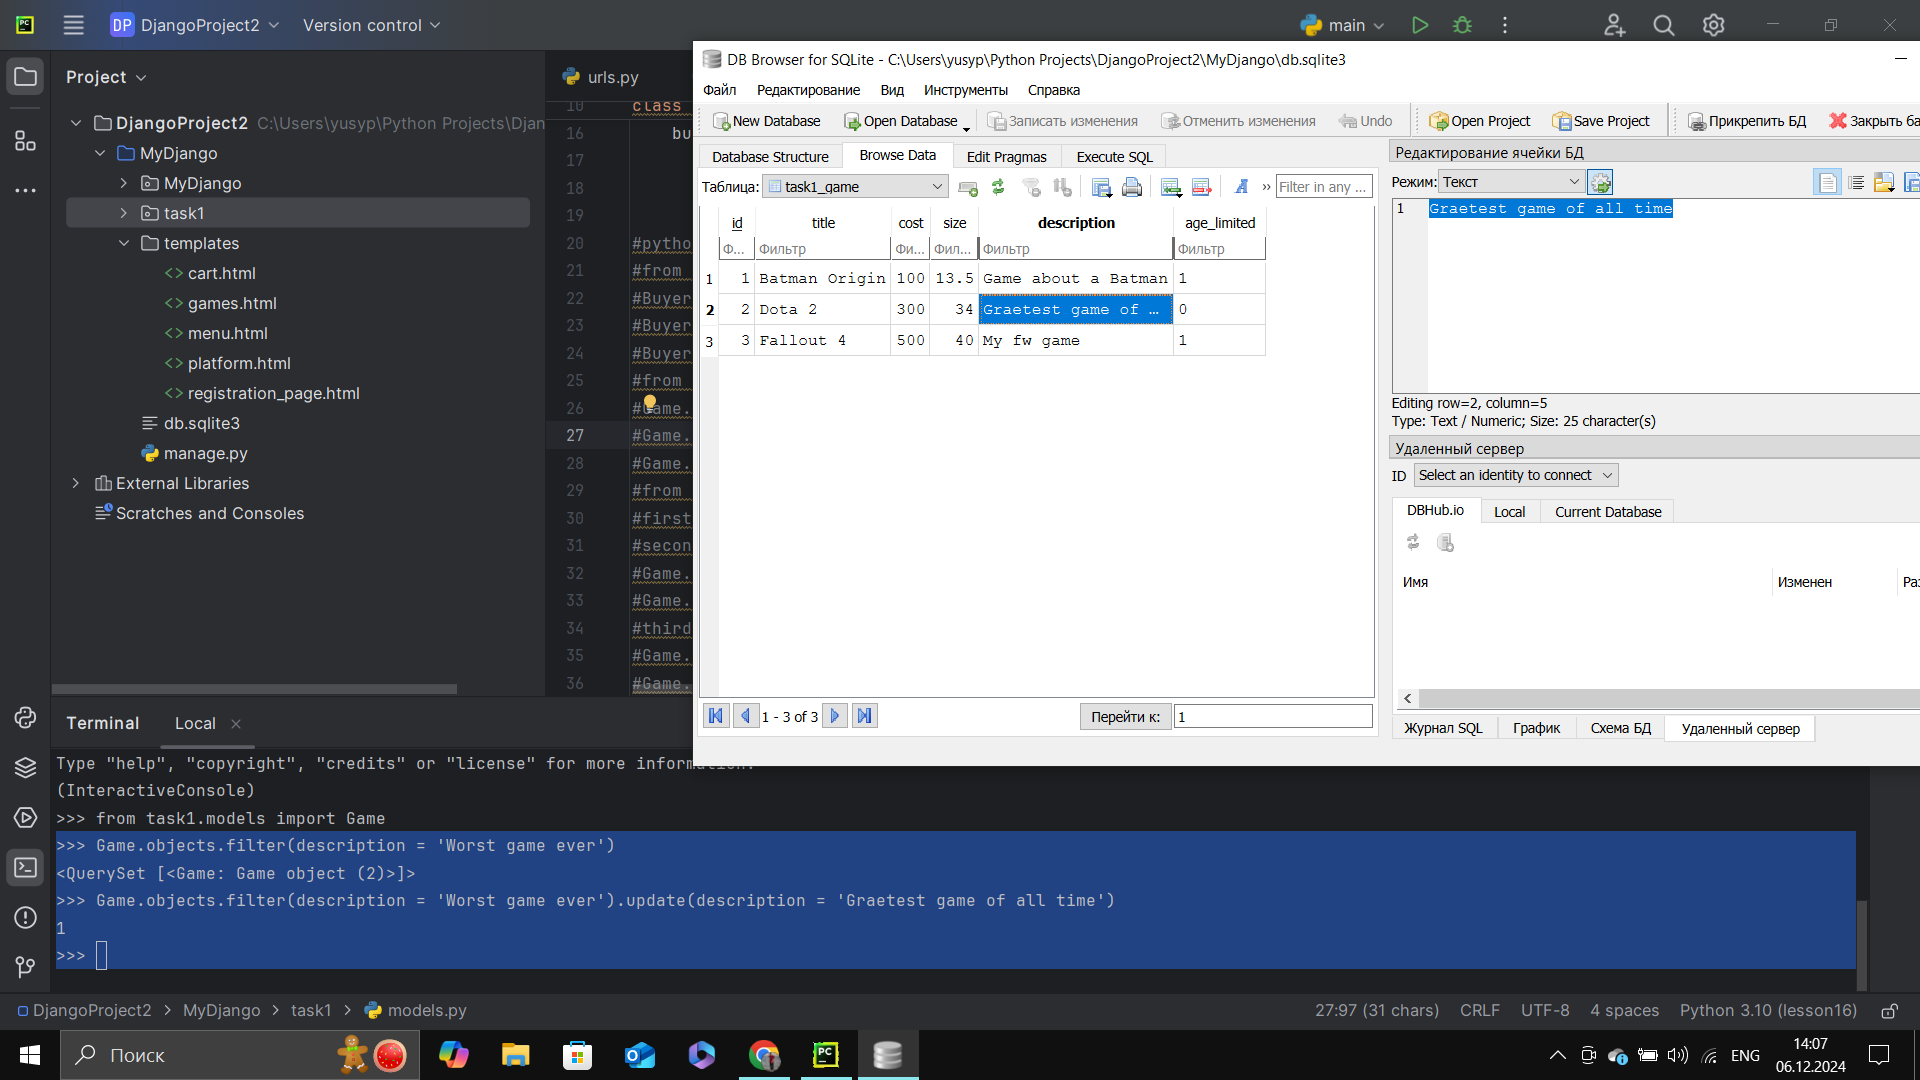 DP DjangoProject2 Version control main
Project
DjangoProject2 C:\Users\yusyp\Python Projects\Djan
MyDjango
MyDjango
task1
templates
cart.html
games.html
menu.html
platform.html
registration_page.html
db.sqlite3
manage.py
External Libraries
Scratches and Consoles
urls.py
10 class
16 bu
17
18
19
20 #pytho
21 #from
22 #Buyer
23 #Buyer
24 #Buyer
25 #from
26 #Game.
27 #Game.
28 #Game.
29 #from
30 #first
31 #secon
32 #Game.
33 #Game.
34 #third
35 #Game.
36 #Game.
DB Browser for SQLite - C:\Users\yusyp\Python Projects\DjangoProject2\MyDjango\db.sqlite3
Файл Редактирование Вид Инструменты Справка
New Database Open Database Записать изменения Отменить изменения Undo Open Project Save Project Прикрепить БД Закрыть ба
Database Structure Browse Data Edit Pragmas Execute SQL
Таблица: task1_game Filter in any ...
id title cost size description age_limited
Ф... Фильтр Фи... Фил... Фильтр Фильтр
1 1 Batman Origin 100 13.5 Game about a Batman 1
2 2 Dota 2 300 34 Graetest game of … 0
3 3 Fallout 4 500 40 My fw game 1
1 - 3 of 3 Перейти к: 1
Редактирование ячейки БД
Режим: Текст
1 Graetest game of all time
Editing row=2, column=5
Type: Text / Numeric; Size: 25 character(s)
Удаленный сервер
ID Select an identity to connect
DBHub.io Local Current Database
Имя Изменен Раз
Журнал SQL График Схема БД Удаленный сервер
Terminal Local
Type "help", "copyright", "credits" or "license" for more information.
(InteractiveConsole)
>>> from task1.models import Game
>>> Game.objects.filter(description = 'Worst game ever')
<QuerySet [<Game: Game object (2)>]>
>>> Game.objects.filter(description = 'Worst game ever').update(description = 'Graetest game of all time')
1
>>>
DjangoProject2 > MyDjango > task1 > models.py 27:97 (31 chars) CRLF UTF-8 4 spaces Python 3.10 (lesson16)
Поиск ENG 14:07
06.12.2024